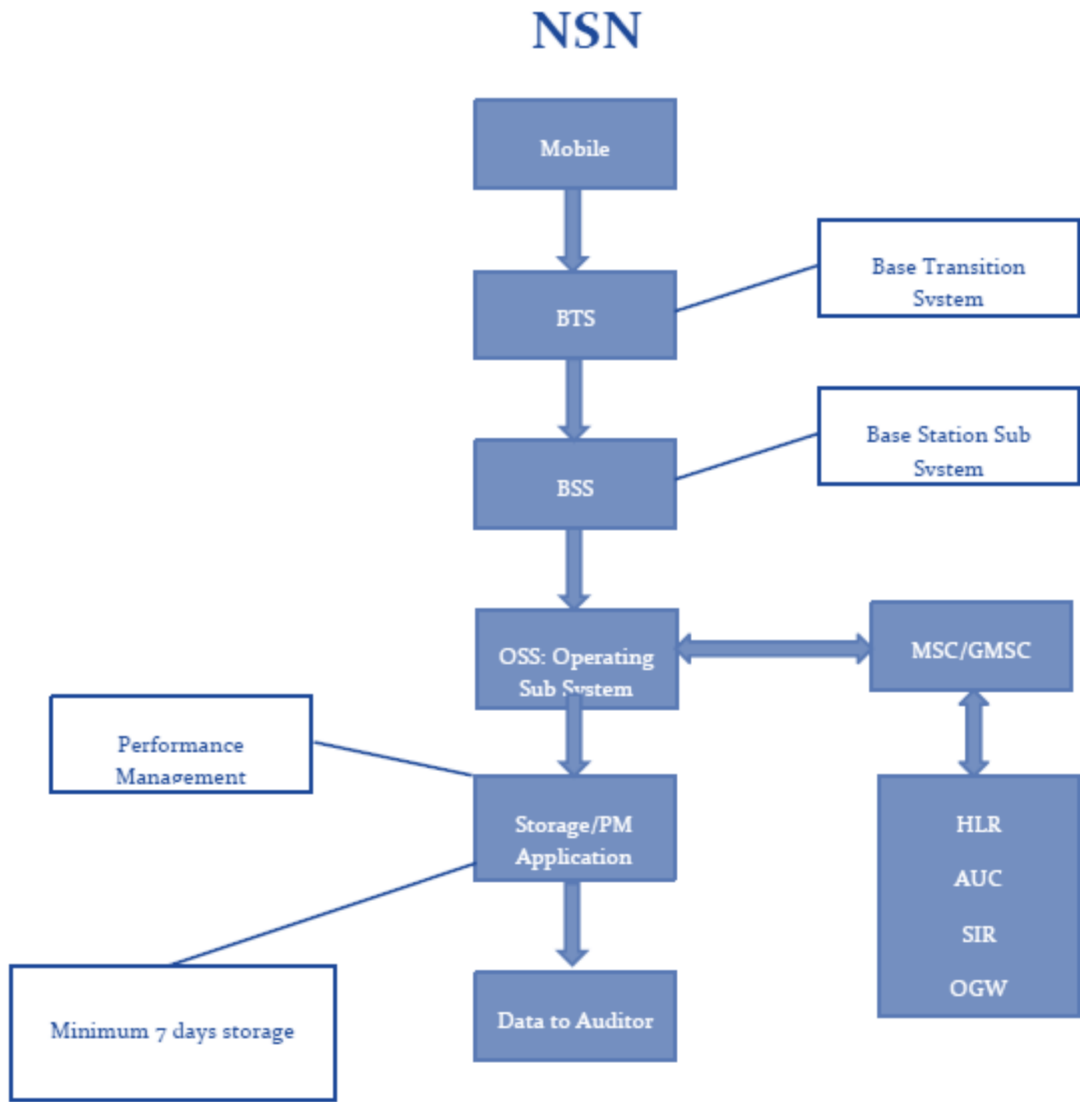 NSN
Mobile
Base Transition
System
BTS
Base Station Sub
System
BSS
OSS: Operating
Sub System
MSC/GMSC
Performance
Management
Storage/PM
Application
HLR
AUC
SIR
OGW
Minimum 7 days storage
Data to Auditor